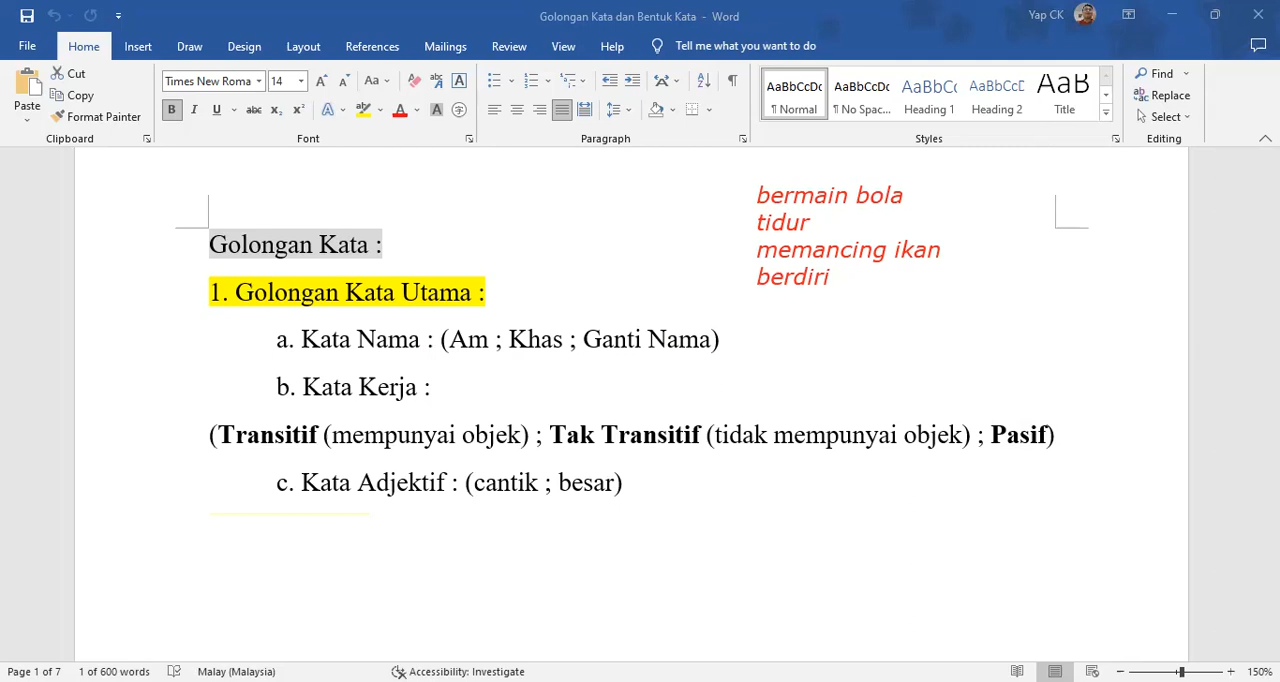 Golongan Kata dan Bentuk Kata - Word
Yap CK
File Home Insert Draw Design Layout References Mailings Review View Help Tell me what you want to do
Paste
Cut
Copy
Format Painter
Clipboard
Times New Roma 14
Font
Paragraph
AaBbCcDc AaBbCcDc AaBbCc AaBbCcE AaB
¶ Normal ¶ No Spac... Heading 1 Heading 2 Title
Styles
Find
Replace
Select
Editing
bermain bola
tidur
memancing ikan
berdiri
Golongan Kata :
1. Golongan Kata Utama :
a. Kata Nama : (Am ; Khas ; Ganti Nama)
b. Kata Kerja :
(Transitif (mempunyai objek) ; Tak Transitif (tidak mempunyai objek) ; Pasif)
c. Kata Adjektif : (cantik ; besar)
Page 1 of 7 1 of 600 words Malay (Malaysia) Accessibility: Investigate 150%